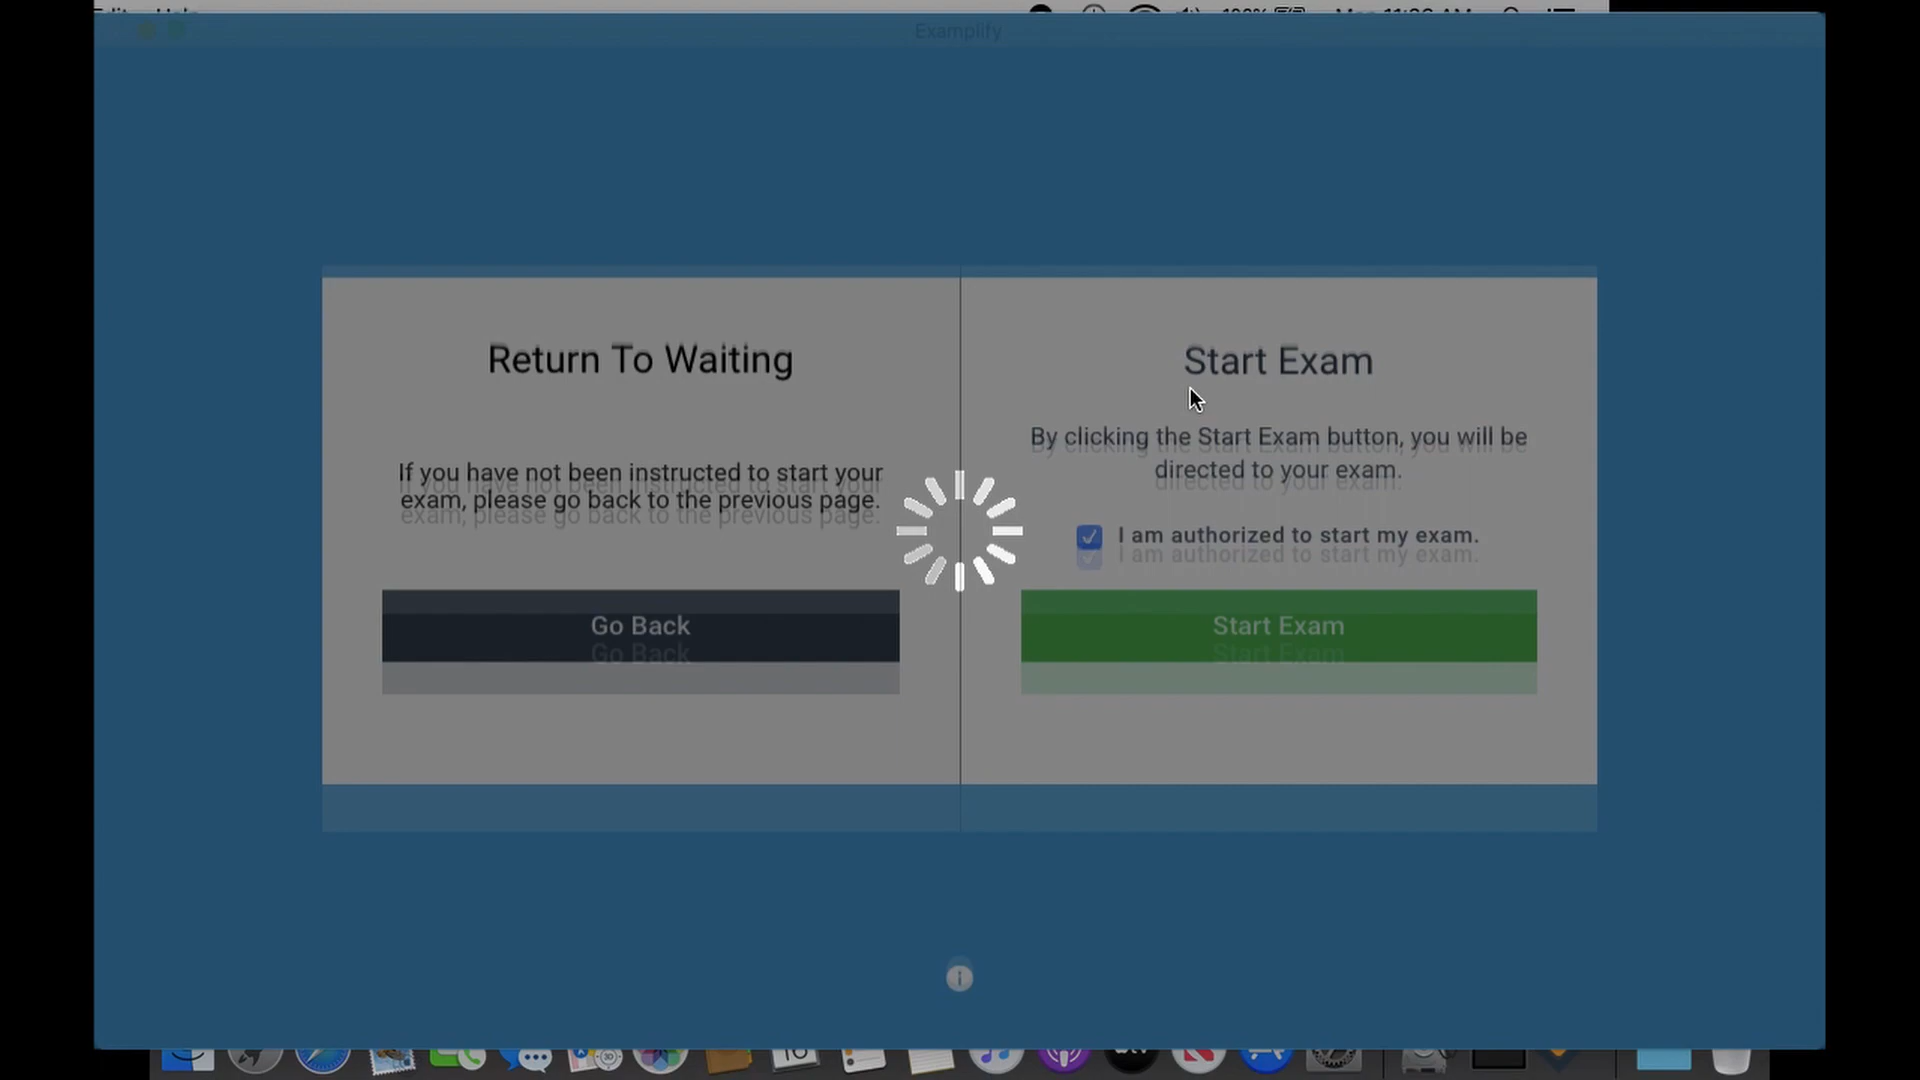 Examplify
Return To Waiting
If you have not been instructed to start your
exam, please go back to the previous page.
Go Back
Start Exam
By clicking the Start Exam button, you will be
directed to your exam.
I am authorized to start my exam.
Start Exam